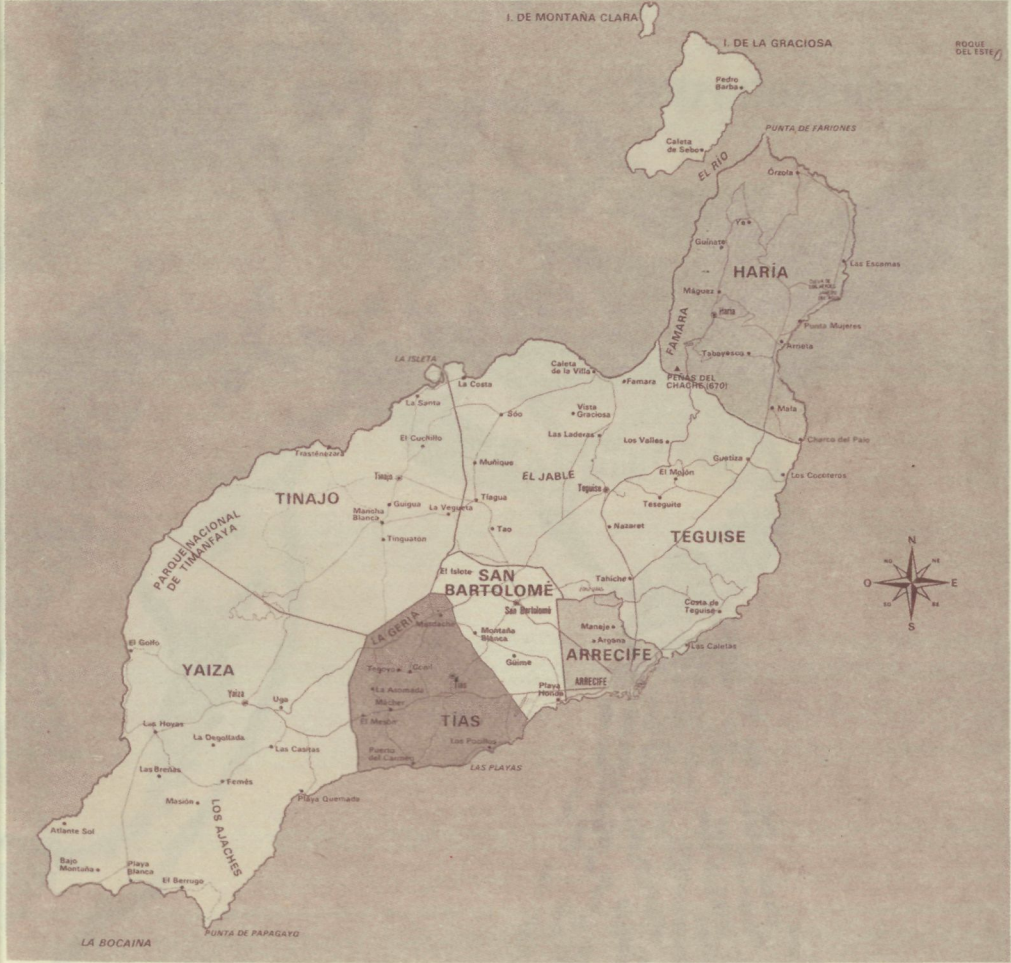 I. DE MONTAÑA CLARA
I. DE LA GRACIOSA
ROQUE
DEL ESTE
Pedro
Barba
PUNTA DE FARIONES
Caleta
de Sebo
EL RÍO
Órzola
Ye
Guinate
HARÍA
Las Escamas
Máguez
Haría
Punta Mujeres
FAMARA
Arrieta
Tabayesco
LA ISLETA
Caleta
de la Villa
Famara
PEÑAS DEL
CHACHE (670)
La Costa
La Santa
Sóo
Vista
Graciosa
Mala
El Cuchillo
Las Laderas
Los Valles
Charco del Palo
Guatiza
Muñique
EL JABLE
El Mojón
Los Cocoteros
Tinajo
Teguise
Teseguite
TINAJO
Guigua
Tiagua
Mancha
Blanca
La Vegueta
Nazaret
Tao
TEGUISE
Tinguatón
PARQUE NACIONAL
DE TIMANFAYA
N
NO
NE
O
E
SO
SE
S
El Islote
SAN
BARTOLOMÉ
Tahiche
San Bartolomé
Costa de
Teguise
LA GERIA
Montaña
Blanca
Maneje
Argana
Las Caletas
El Golfo
Güime
ARRECIFE
YAIZA
Tías
ARRECIFE
La Asomada
Playa
Honda
Yaiza
Uga
Mácher
TÍAS
Las Hoyas
La Degollada
Las Casitas
Puerto
del Carmen
Los Pocillos
LAS PLAYAS
Las Breñas
Femés
Masión
Playa Quemada
LOS AJACHES
Atlante Sol
Bajo
Montaña
Playa
Blanca
El Berrugo
PUNTA DE PAPAGAYO
LA BOCAINA